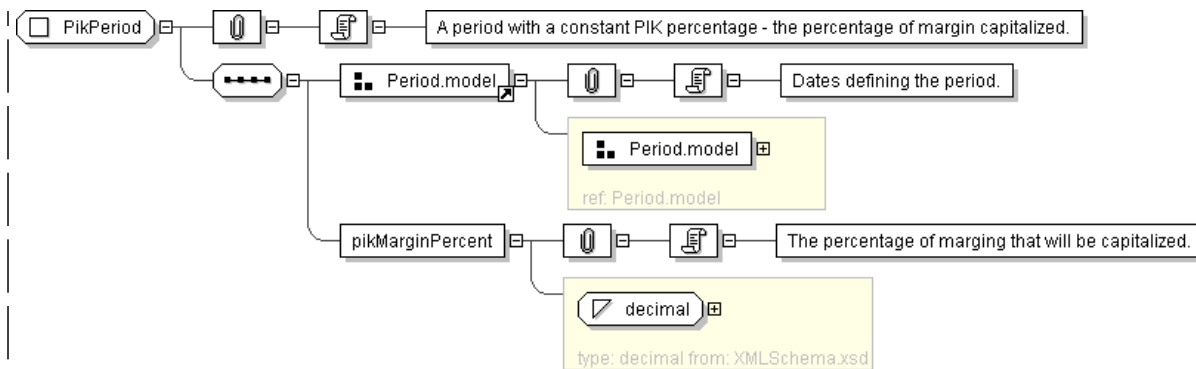 PikPeriod
A period with a constant PIK percentage - the percentage of margin capitalized.
Period.model
Dates defining the period.
Period.model
ref: Period.model
pikMarginPercent
The percentage of marging that will be capitalized.
decimal
type: decimal from: XMLSchema.xsd